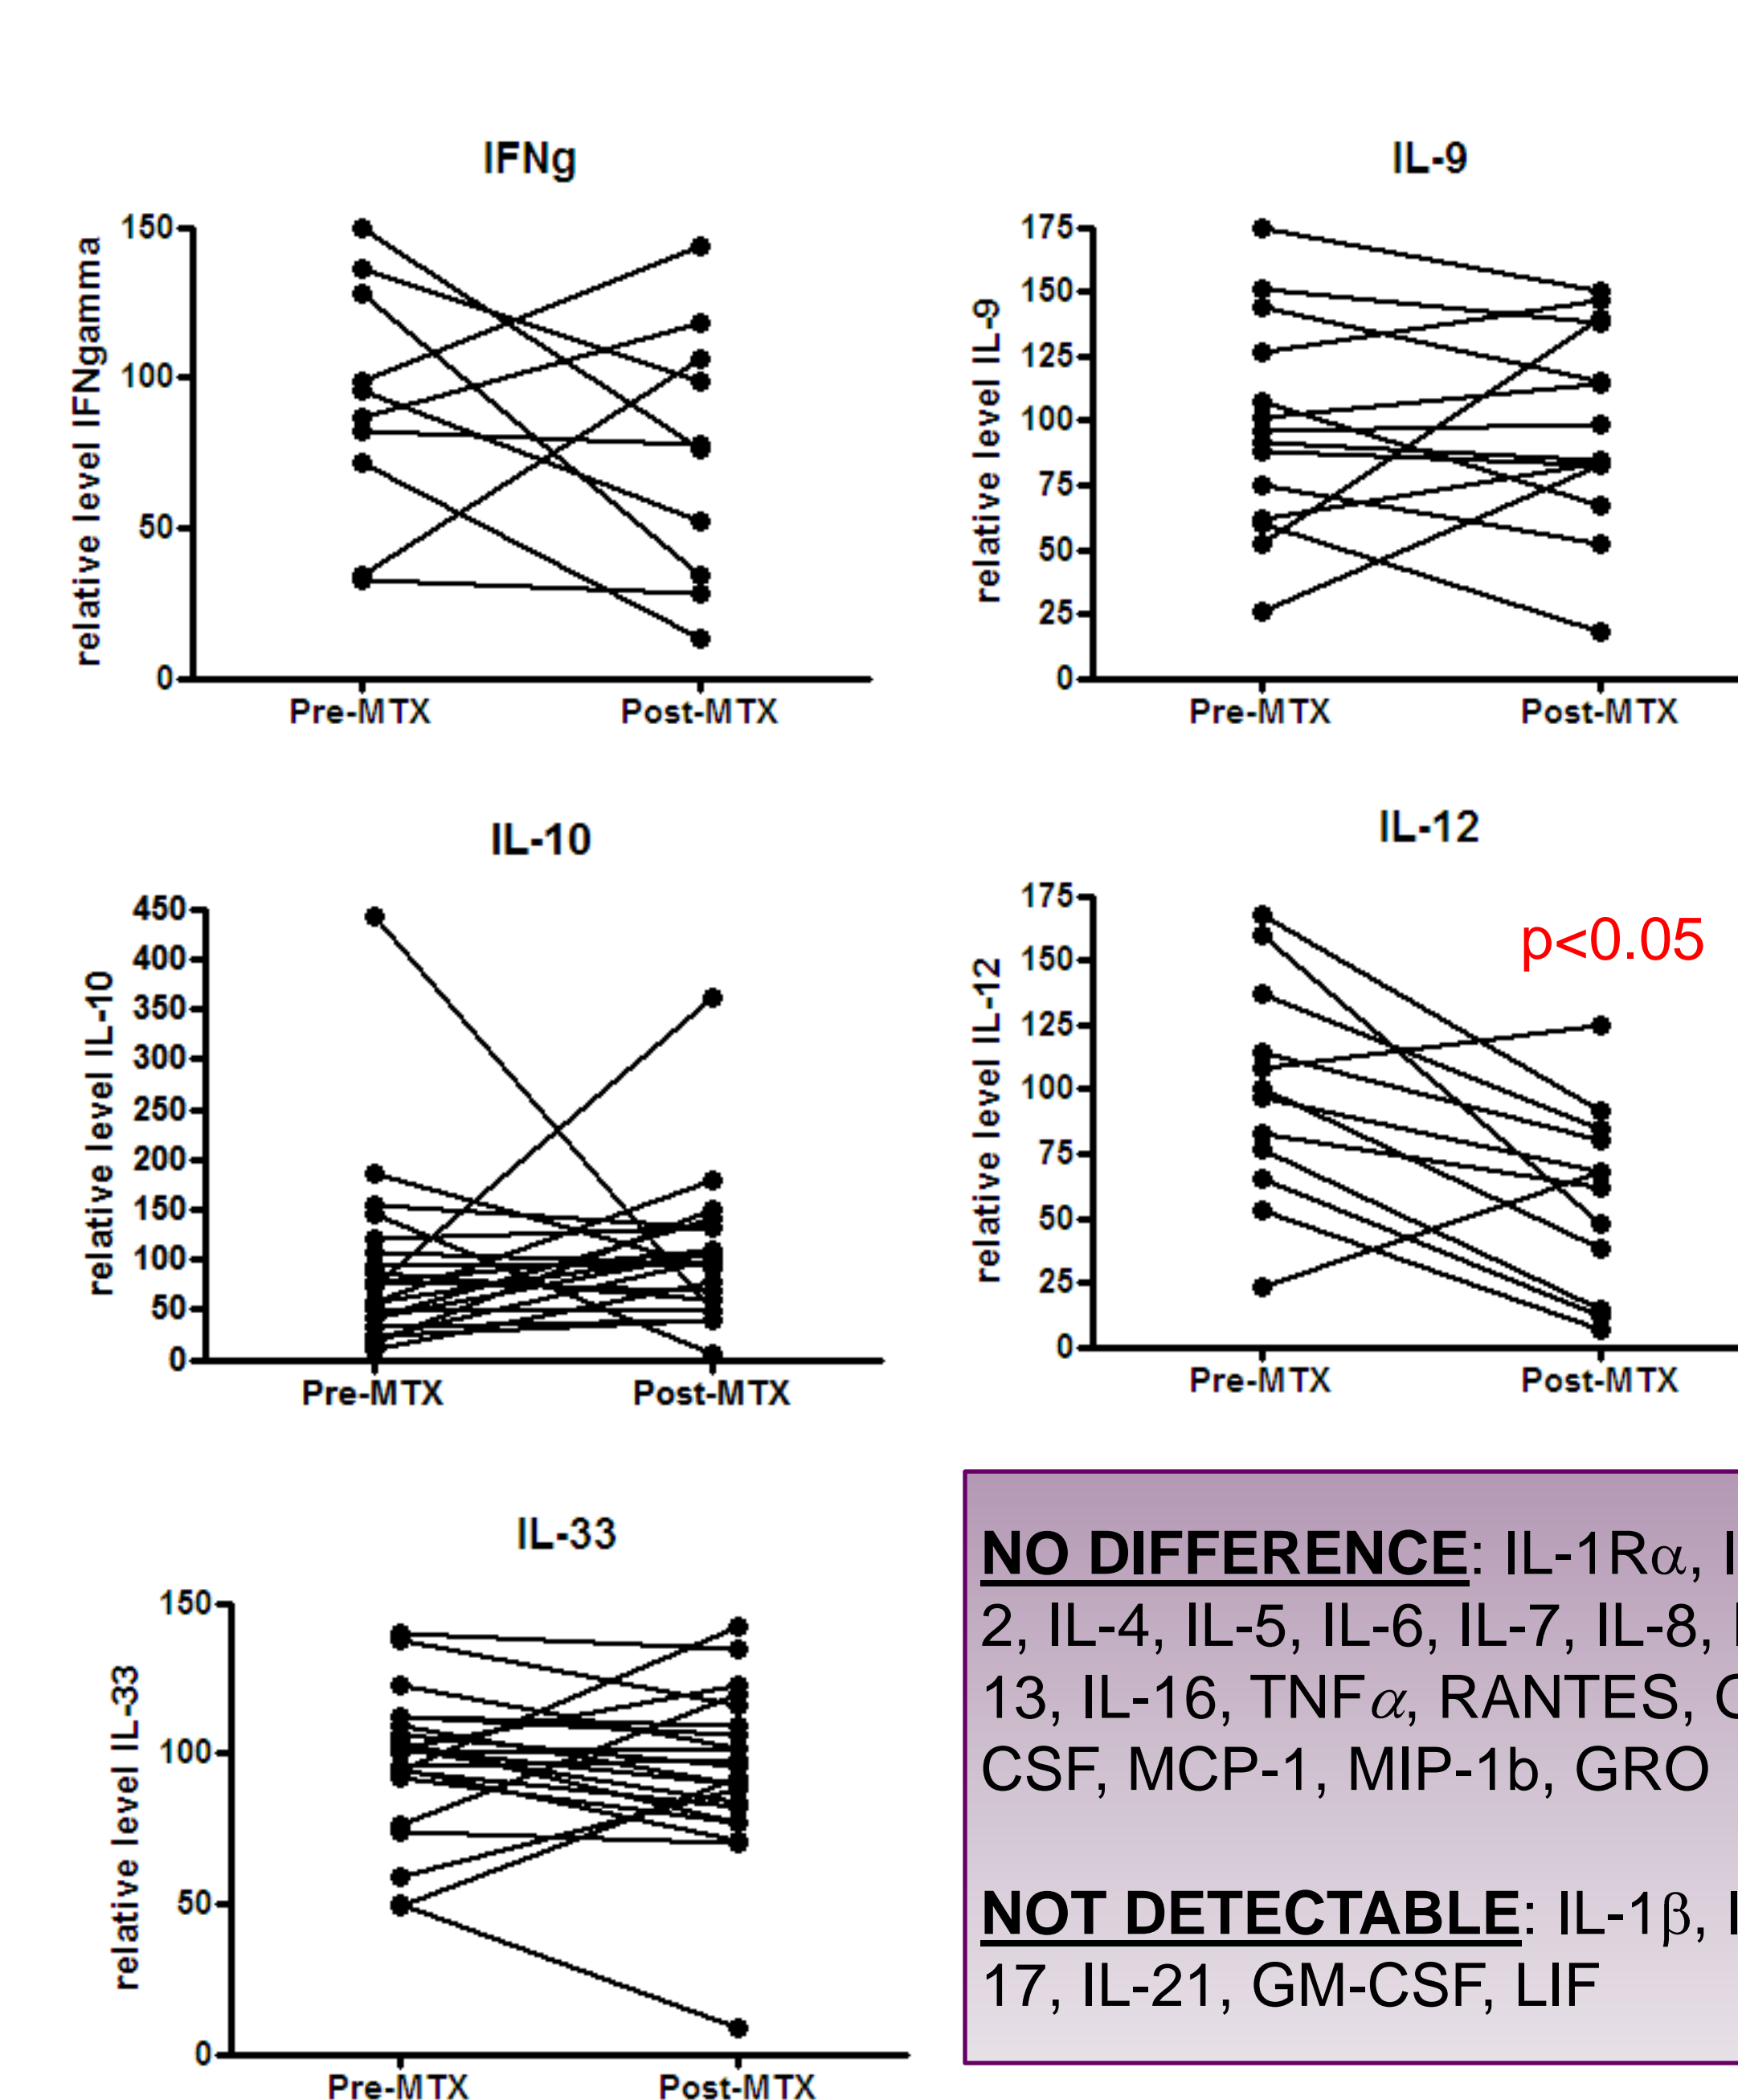 IFNg
relative level IFNgamma
150
100
50
0
Pre-MTX Post-MTX
IL-9
relative level IL-9
175
150
125
100
75
50
25
0
Pre-MTX Post-MTX
IL-10
relative level IL-10
450
400
350
300
250
200
150
100
50
0
Pre-MTX Post-MTX
IL-12
relative level IL-12
175
150
125
100
75
50
25
0
p<0.05
Pre-MTX Post-MTX
IL-33
relative level IL-33
150
100
50
0
Pre-MTX Post-MTX
NO DIFFERENCE: IL-1Rα,
2, IL-4, IL-5, IL-6, IL-7, IL-8,
13, IL-16, TNFα, RANTES,
CSF, MCP-1, MIP-1b, GRO
NOT DETECTABLE: IL-1β,
17, IL-21, GM-CSF, LIF